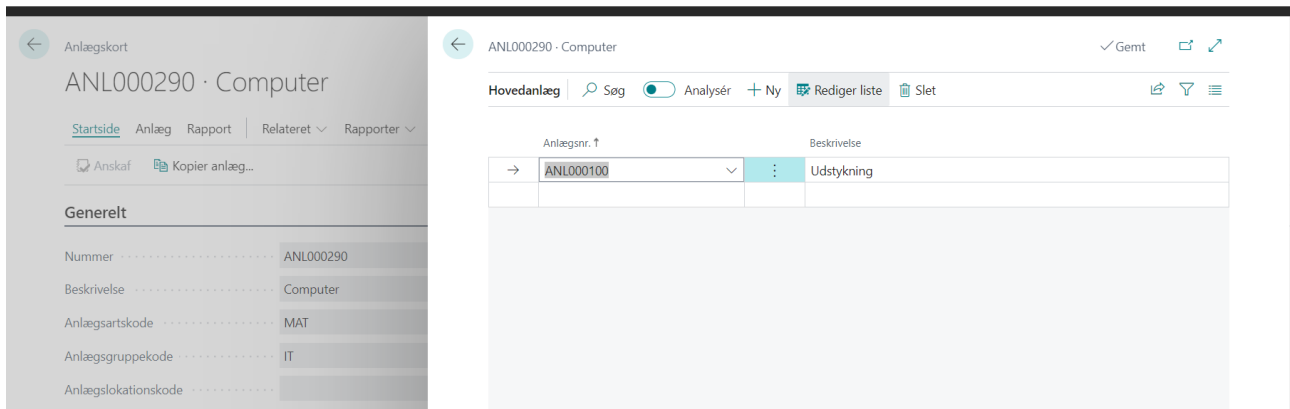 Anlægskort
ANL000290 · Computer
Startside Anlæg Rapport Relateret Rapporter
Anskaf Kopier anlæg...
Generelt
Nummer ANL000290
Beskrivelse Computer
Anlægsartskode MAT
Anlægsgruppekode IT
Anlægslokationskode
ANL000290 · Computer Gemt
Hovedanlæg Søg Analysér Ny Rediger liste Slet
Anlægsnr. ↑ Beskrivelse
ANL000100 Udstykning